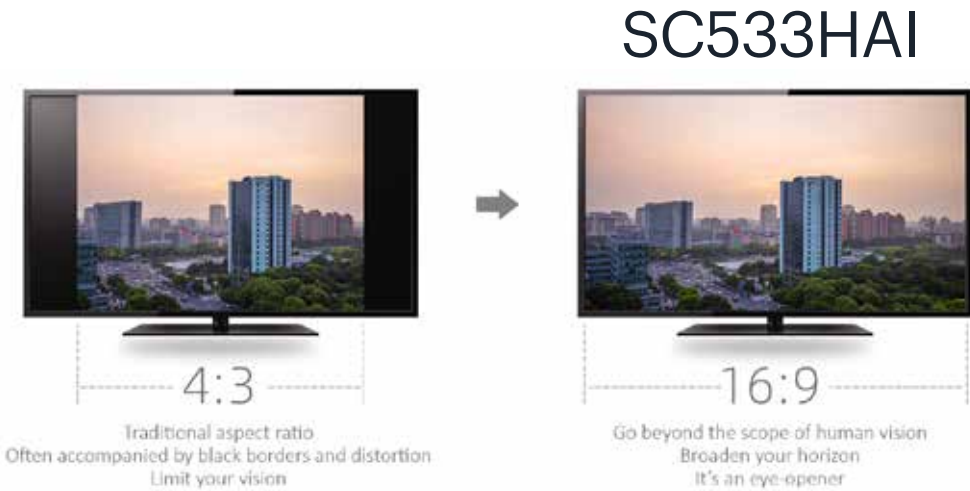 SC533HAI
4:3
Traditional aspect ratio
Often accompanied by black borders and distortion
Limit your vision
16:9
Go beyond the scope of human vision
Broaden your horizon
It's an eye-opener